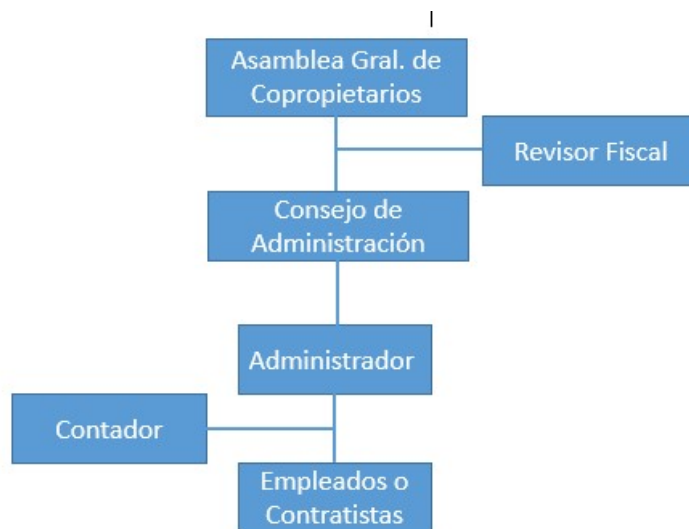 Asamblea Gral. de
Copropietarios
Revisor Fiscal
Consejo de
Administración
Administrador
Contador
Empleados o
Contratistas